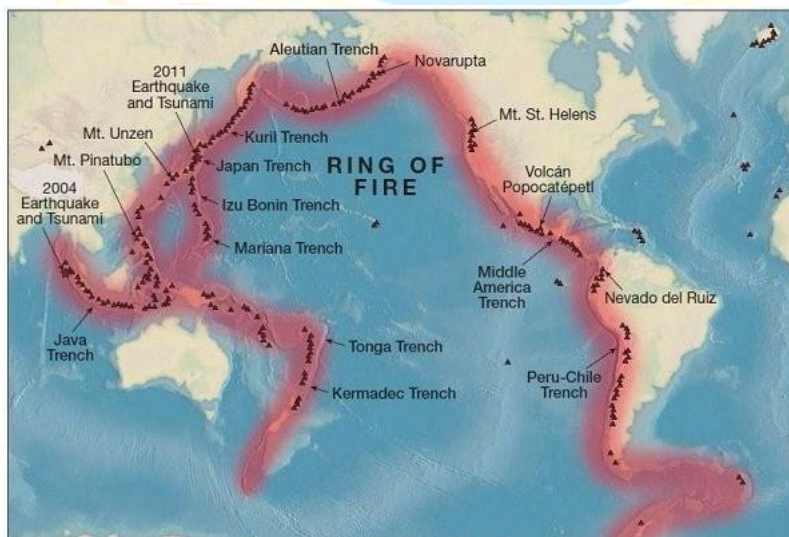 Aleutian Trench
Novarupta
2011
Earthquake
and Tsunami
Mt. St. Helens
Mt. Unzen
Kuril Trench
Mt. Pinatubo
Japan Trench
RING OF
FIRE
Volcán
Popocatépetl
2004
Earthquake
and Tsunami
Izu Bonin Trench
Mariana Trench
Middle
America
Trench
Nevado del Ruiz
Java
Trench
Tonga Trench
Peru-Chile
Trench
Kermadec Trench